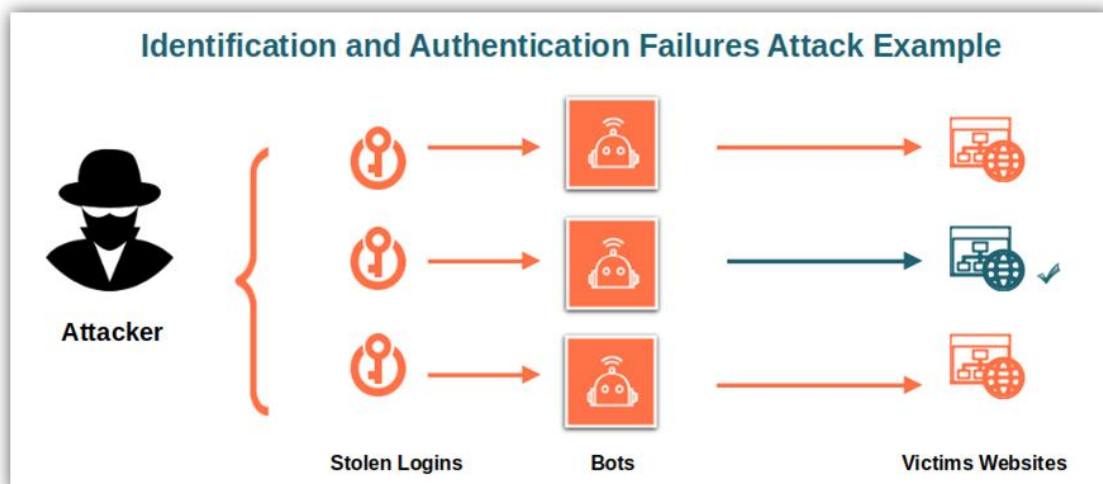 Identification and Authentication Failures Attack Example
Attacker
Stolen Logins
Bots
Victims Websites